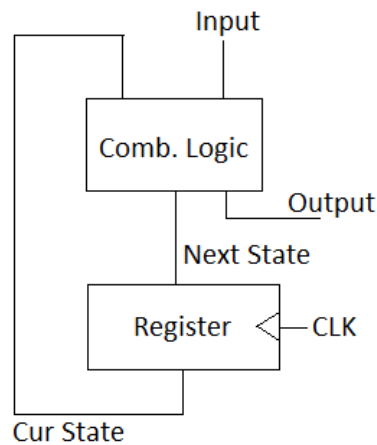 Input
Comb. Logic
Output
Next State
Register
CLK
Cur State